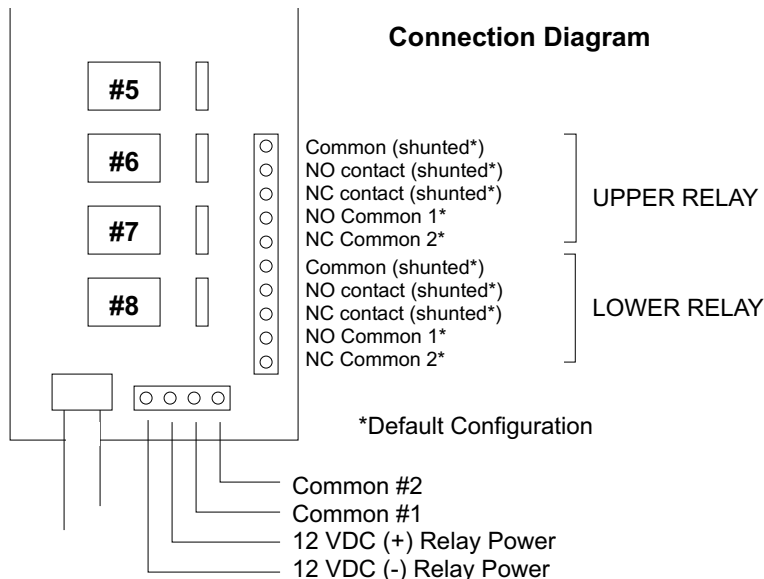 Connection Diagram
#5
#6
#7
#8
Common (shunted*)
NO contact (shunted*)
NC contact (shunted*)
NO Common 1*
NC Common 2*
UPPER RELAY
Common (shunted*)
NO contact (shunted*)
NC contact (shunted*)
NO Common 1*
NC Common 2*
LOWER RELAY
*Default Configuration
Common #2
Common #1
12 VDC (+) Relay Power
12 VDC (-) Relay Power